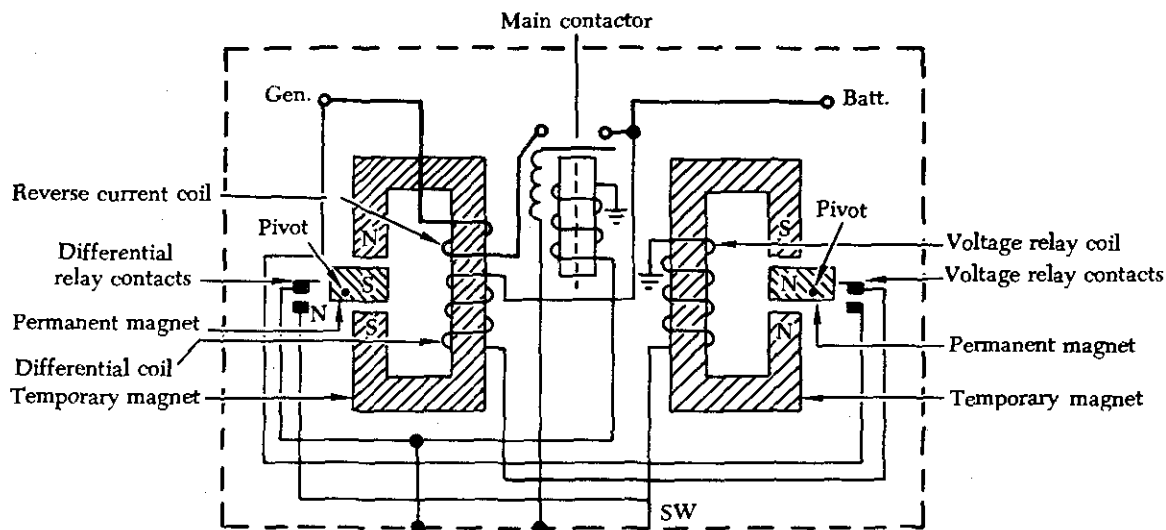 Main contactor
Gen.
Batt.
Reverse current coil
Pivot
N
S
Pivot
Voltage relay coil
Differential
relay contacts
S
N
Voltage relay contacts
Permanent magnet
N
S
N
Permanent magnet
Differential coil
Temporary magnet
Temporary magnet
SW